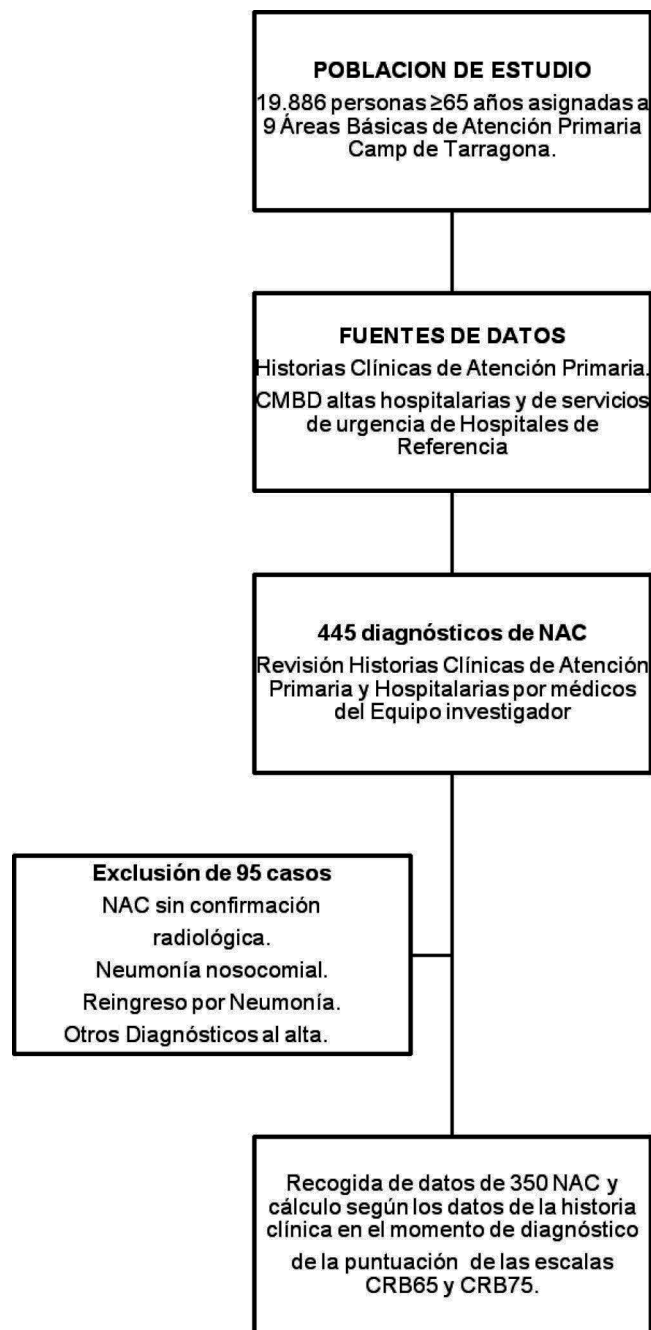 POBLACION DE ESTUDIO
19.886 personas ≥65 años asignadas a
9 Áreas Básicas de Atención Primaria
Camp de Tarragona.
FUENTES DE DATOS
Historias Clínicas de Atención Primaria.
CMBD altas hospitalarias y de servicios
de urgencia de Hospitales de
Referencia
445 diagnósticos de NAC
Revisión Historias Clínicas de Atención
Primaria y Hospitalarias por médicos
del Equipo investigador
Exclusión de 95 casos
NAC sin confirmación
radiológica.
Neumonía nosocomial.
Reingreso por Neumonía.
Otros Diagnósticos al alta.
Recogida de datos de 350 NAC y
cálculo según los datos de la historia
clínica en el momento de diagnóstico
de la puntuación de las escalas
CRB65 y CRB75.